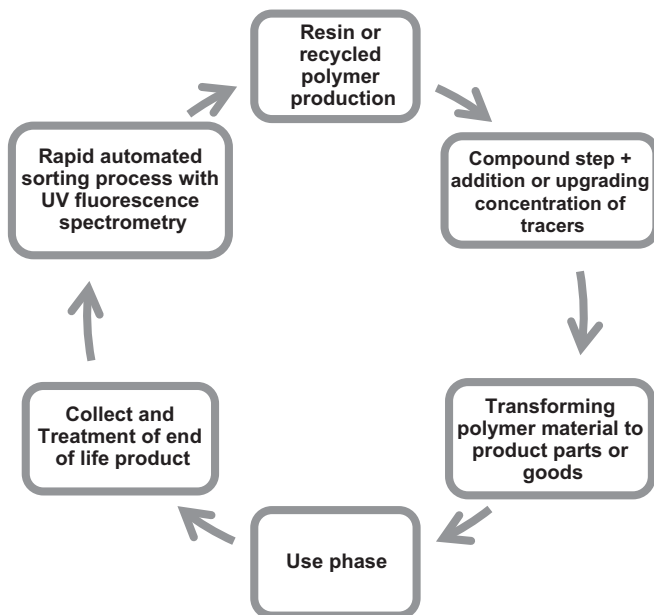 Resin or
recycled
polymer
production
Compound step +
addition or upgrading
concentration of
tracers
Transforming
polymer material to
product parts or
goods
Use phase
Collect and
Treatment of end
of life product
Rapid automated
sorting process with
UV fluorescence
spectrometry